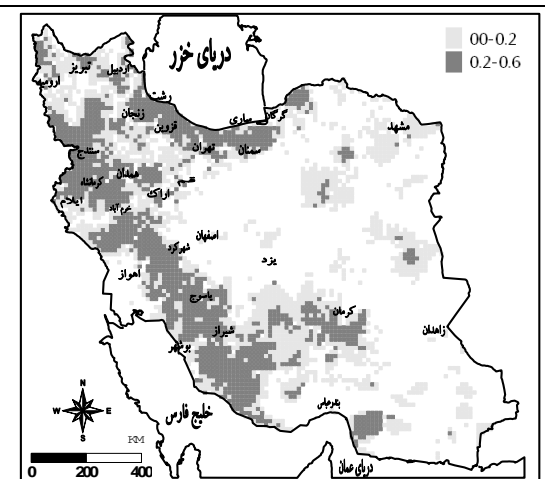 دریای خزر
00-0.2
0.2-0.6
ارومیه
تبریز
اردبیل
رشت
زنجان
قزوین
ساری
گرگان
مشهد
تهران
سمنان
سنندج
همدان
کرمانشاه
قم
اراک
ایلام
خرم آباد
اصفهان
شهرکرد
یزد
اهواز
یاسوج
کرمان
شیراز
زاهدان
بوشهر
بندرعباس
خلیج فارس
دریای عمان
N
W
E
S
KM
0
200
400